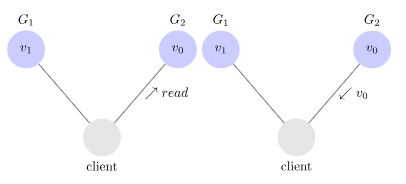 G₁ G₂ G₁ G₂
v₁ v₀ v₁ v₀
↗ read ↙ v₀
client client